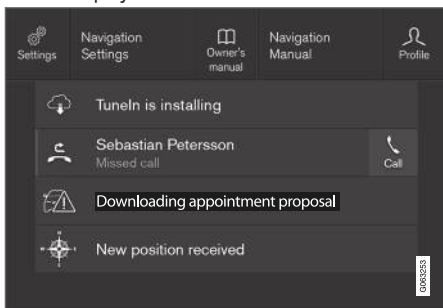 Settings
Navigation
Settings
Owner's
manual
Navigation
Manual
Profile
TuneIn is installing
Sebastian Petersson
Missed call
Call
Downloading appointment proposal
New position received
G063253